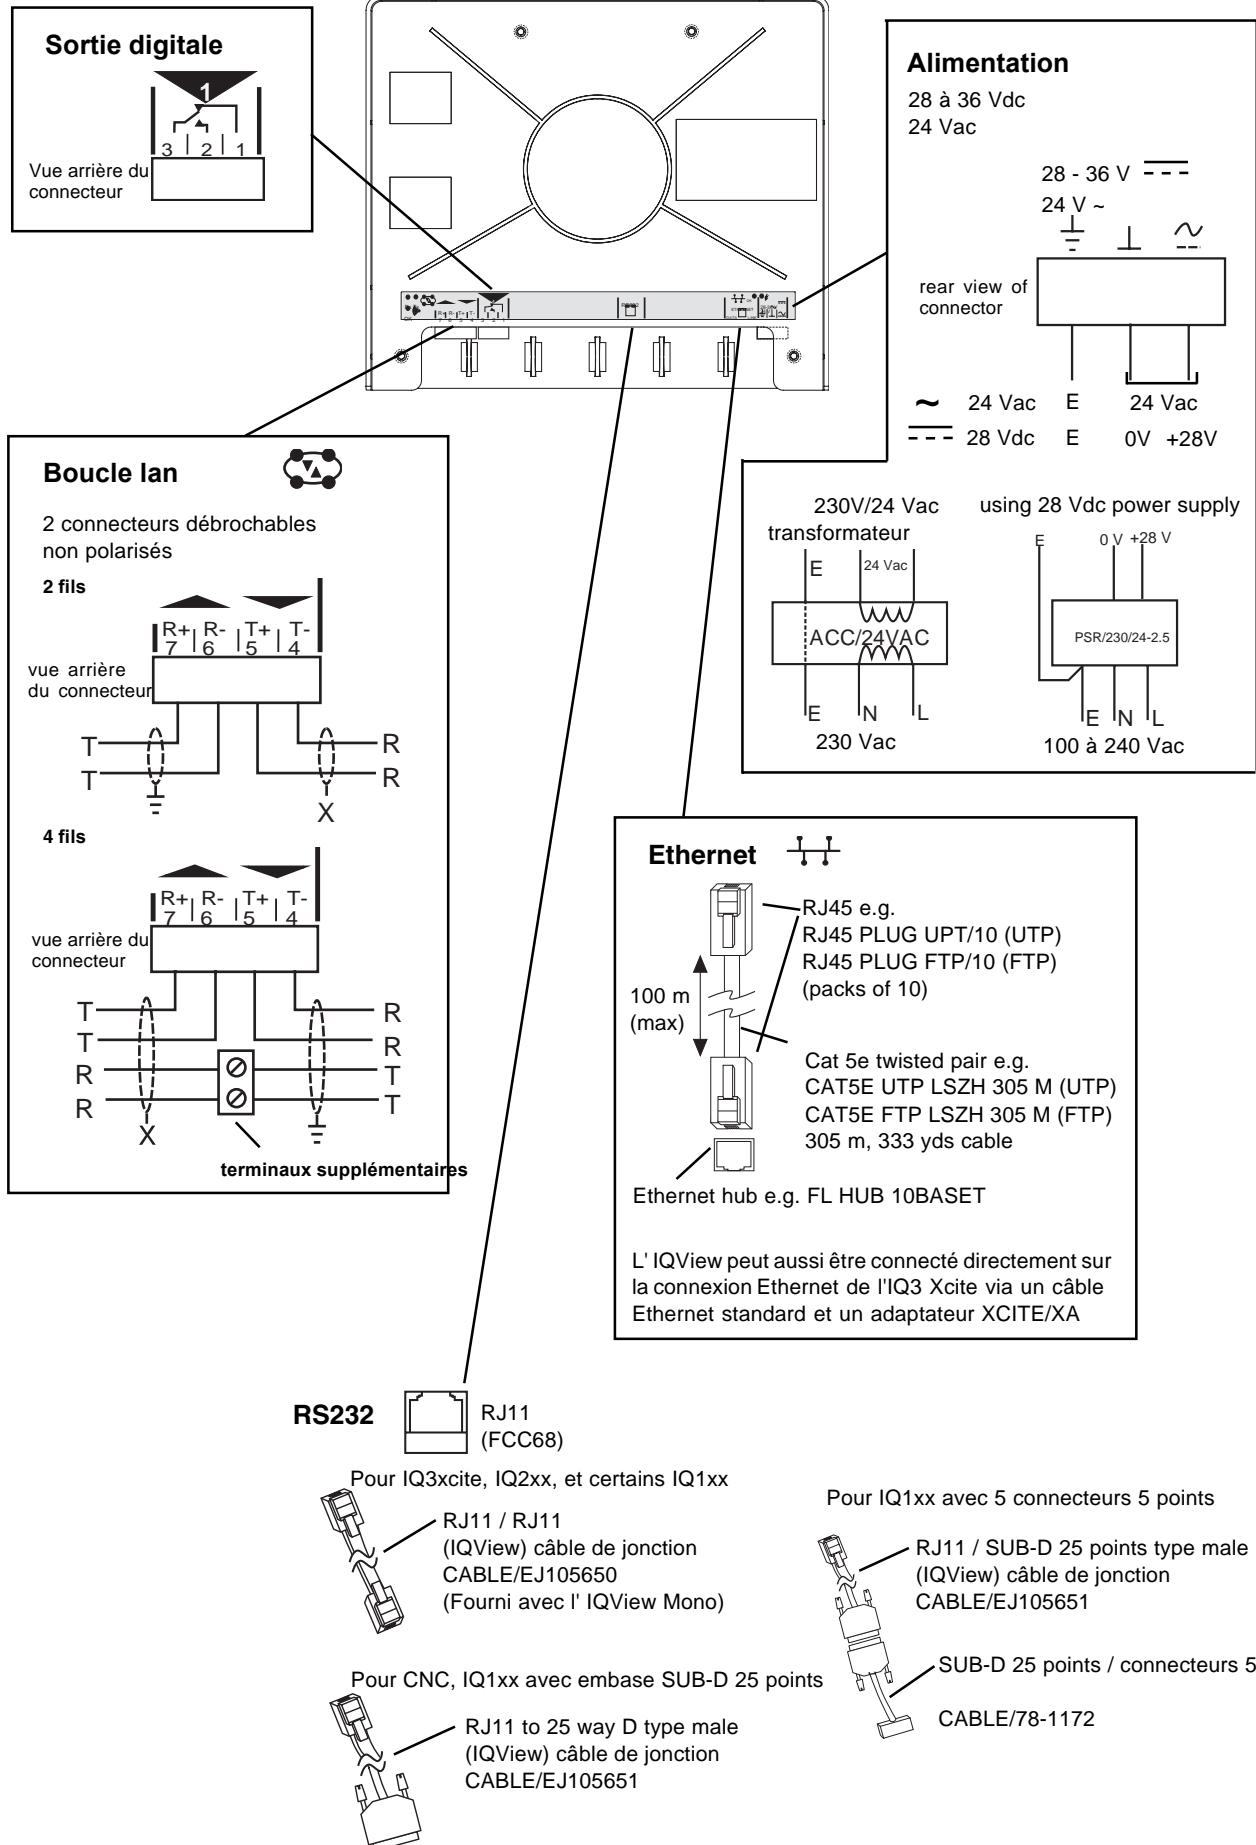 Sortie digitale
1
3 2 1
Vue arrière du
connecteur
Alimentation
28 à 36 Vdc
24 Vac
28 - 36 V
24 V ~
rear view of
connector
~ 24 Vac E 24 Vac
28 Vdc E 0V +28V
230V/24 Vac
transformateur
E 24 Vac
ACC/24VAC
E N L
230 Vac
using 28 Vdc power supply
E 0 V +28 V
PSR/230/24-2.5
E N L
100 à 240 Vac
Boucle lan
2 connecteurs débrochables
non polarisés
2 fils
R+ R- T+ T-
7 6 5 4
vue arrière
du connecteur
T R
T R
X
4 fils
R+ R- T+ T-
7 6 5 4
vue arrière du
connecteur
T R
T R
R T
R T
X
terminaux supplémentaires
Ethernet
RJ45 e.g.
RJ45 PLUG UPT/10 (UTP)
RJ45 PLUG FTP/10 (FTP)
(packs of 10)
100 m
(max)
Cat 5e twisted pair e.g.
CAT5E UTP LSZH 305 M (UTP)
CAT5E FTP LSZH 305 M (FTP)
305 m, 333 yds cable
Ethernet hub e.g. FL HUB 10BASET
L' IQView peut aussi être connecté directement sur
la connexion Ethernet de l'IQ3 Xcite via un câble
Ethernet standard et un adaptateur XCITE/XA
RS232
RJ11
(FCC68)
Pour IQ3xcite, IQ2xx, et certains IQ1xx
RJ11 / RJ11
(IQView) câble de jonction
CABLE/EJ105650
(Fourni avec l' IQView Mono)
Pour IQ1xx avec 5 connecteurs 5 points
RJ11 / SUB-D 25 points type male
(IQView) câble de jonction
CABLE/EJ105651
SUB-D 25 points / connecteurs 5
CABLE/78-1172
Pour CNC, IQ1xx avec embase SUB-D 25 points
RJ11 to 25 way D type male
(IQView) câble de jonction
CABLE/EJ105651